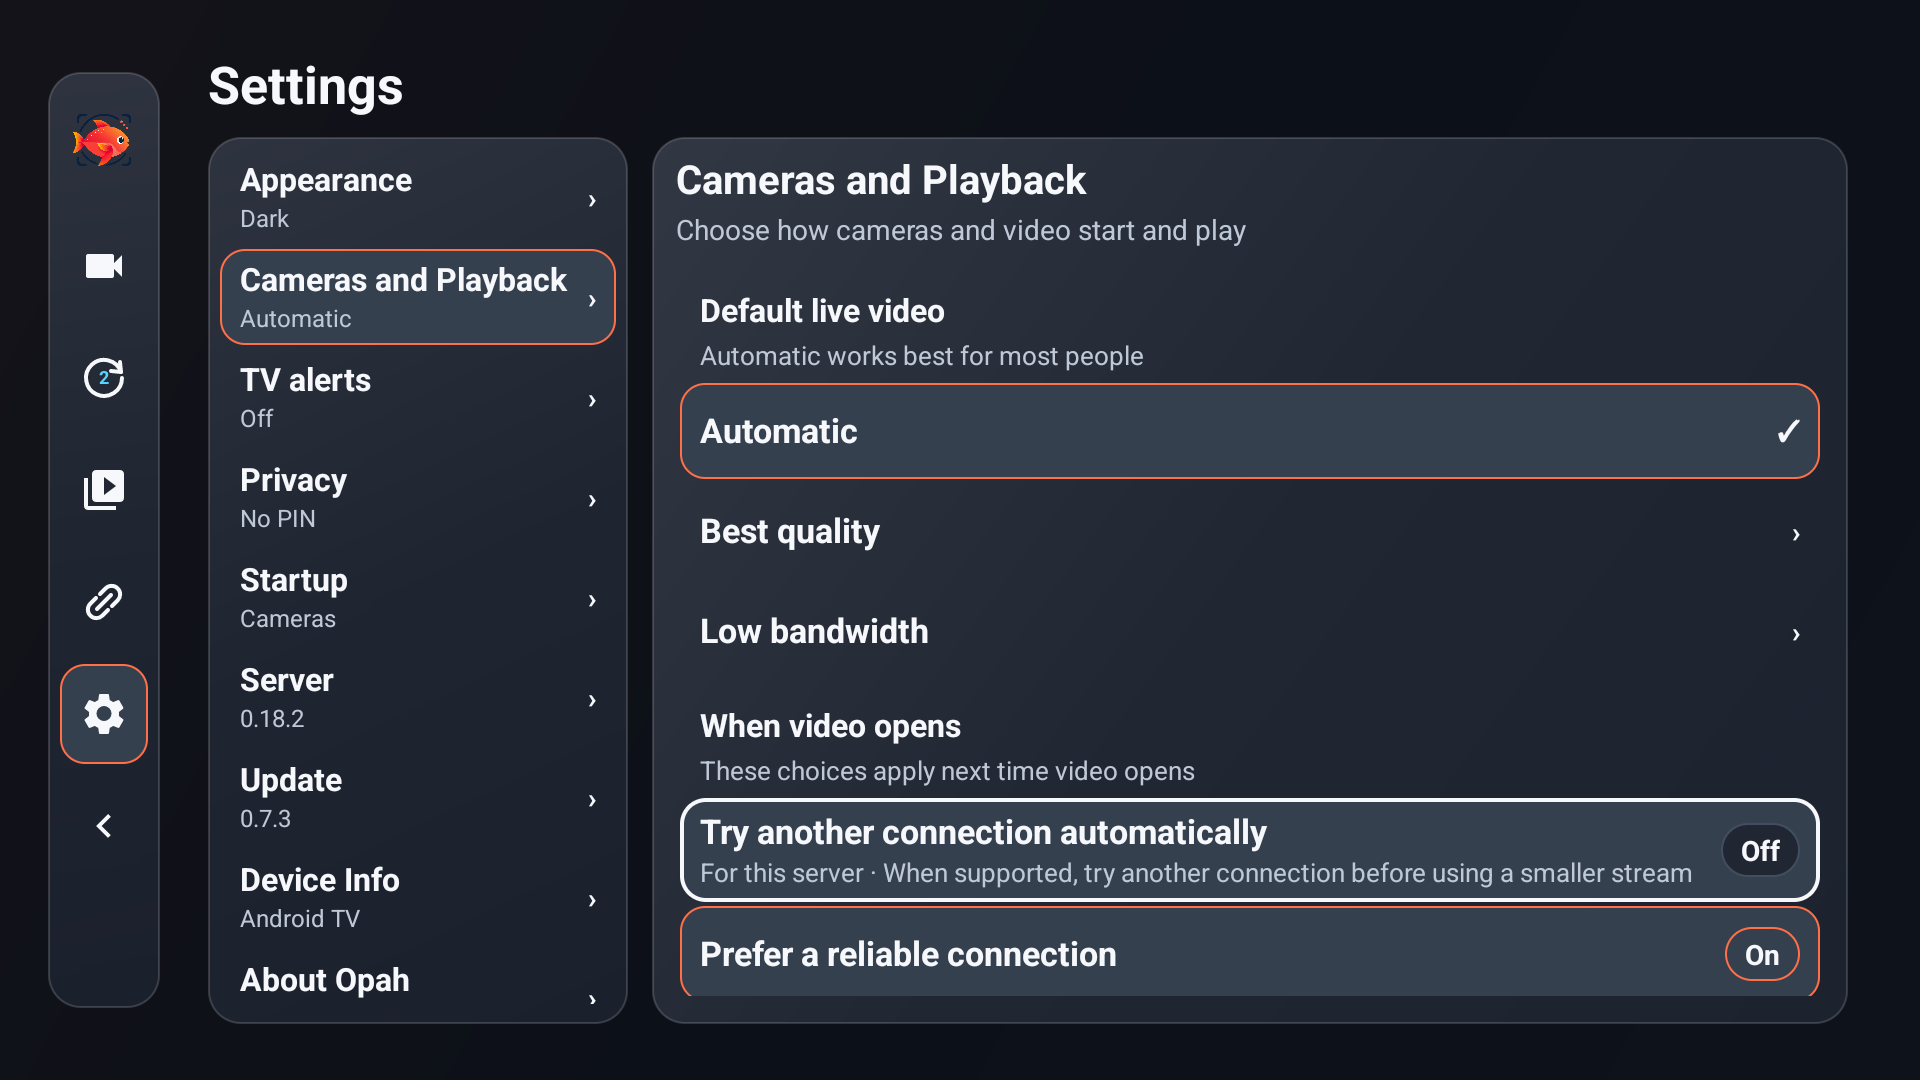 Settings
2
Appearance
Dark
Cameras and Playback
Automatic
TV alerts
Off
Privacy
No PIN
Startup
Cameras
Server
0.18.2
Update
0.7.3
Device Info
Android TV
About Opah
Cameras and Playback
Choose how cameras and video start and play
Default live video
Automatic works best for most people
Automatic
Best quality
Low bandwidth
When video opens
These choices apply next time video opens
Try another connection automatically
For this server · When supported, try another connection before using a smaller stream
Off
Prefer a reliable connection
On